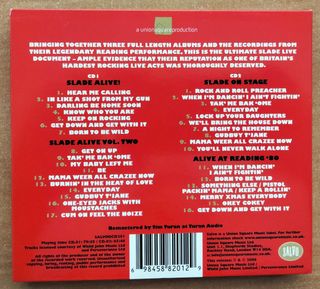 a unionsquareproduction
BRINGING TOGETHER THREE FULL LENGTH ALBUMS AND THE RECORDINGS FROM
THEIR LEGENDARY READING PERFORMANCE, THIS IS THE ULTIMATE SLADE LIVE
DOCUMENT - AMPLE EVIDENCE THAT THEIR REPUTATION AS ONE OF BRITAIN'S
HARDEST ROCKING LIVE ACTS WAS THOROUGHLY DESERVED.
CD1
SLADE ALIVE!
1. HEAR ME CALLING
2. IN LIKE A SHOT FROM MY GUN
3. DARLING BE HOME SOON
4. KNOW WHO YOU ARE
5. KEEP ON ROCKING
6. GET DOWN AND GET WITH IT
7. BORN TO BE WILD
SLADE ALIVE VOL. TWO
8. GET ON UP
9. TAK' ME BAK 'OME
10. MY BABY LEFT ME
11. BE
12. MAMA WEER ALL CRAZEE NOW
13. BURNIN' IN THE HEAT OF LOVE
14. EVERYDAY
15. GUDBUY T'JANE
16. ONE-EYED JACKS WITH
MOUSTACHES
17. CUM ON FEEL THE NOIZE
CD2
SLADE ON STAGE
1. ROCK AND ROLL PREACHER
2. WHEN I'M DANCIN' I AIN'T FIGHTIN'
3. TAK' ME BAK 'OME
4. EVERYDAY
5. LOCK UP YOUR DAUGHTERS
6. WE'LL BRING THE HOUSE DOWN
7. A NIGHT TO REMEMBER
8. GUDBUY T'JANE
9. MAMA WEER ALL CRAZEE NOW
10. YOU'LL NEVER WALK ALONE
ALIVE AT READING '80
11. WHEN I'M DANCIN' I AIN'T FIGHTIN'
12. BORN TO BE WILD
13. SOMETHING ELSE / PISTOL
PACKIN' MAMA / KEEP A ROLLIN'
14. MERRY XMAS EVERYBODY
15. OKEY COKEY
16. GET DOWN AND GET WITH IT
Remastered by Tim Turan at Turan Audio
SALVO
6 98458 82012 9